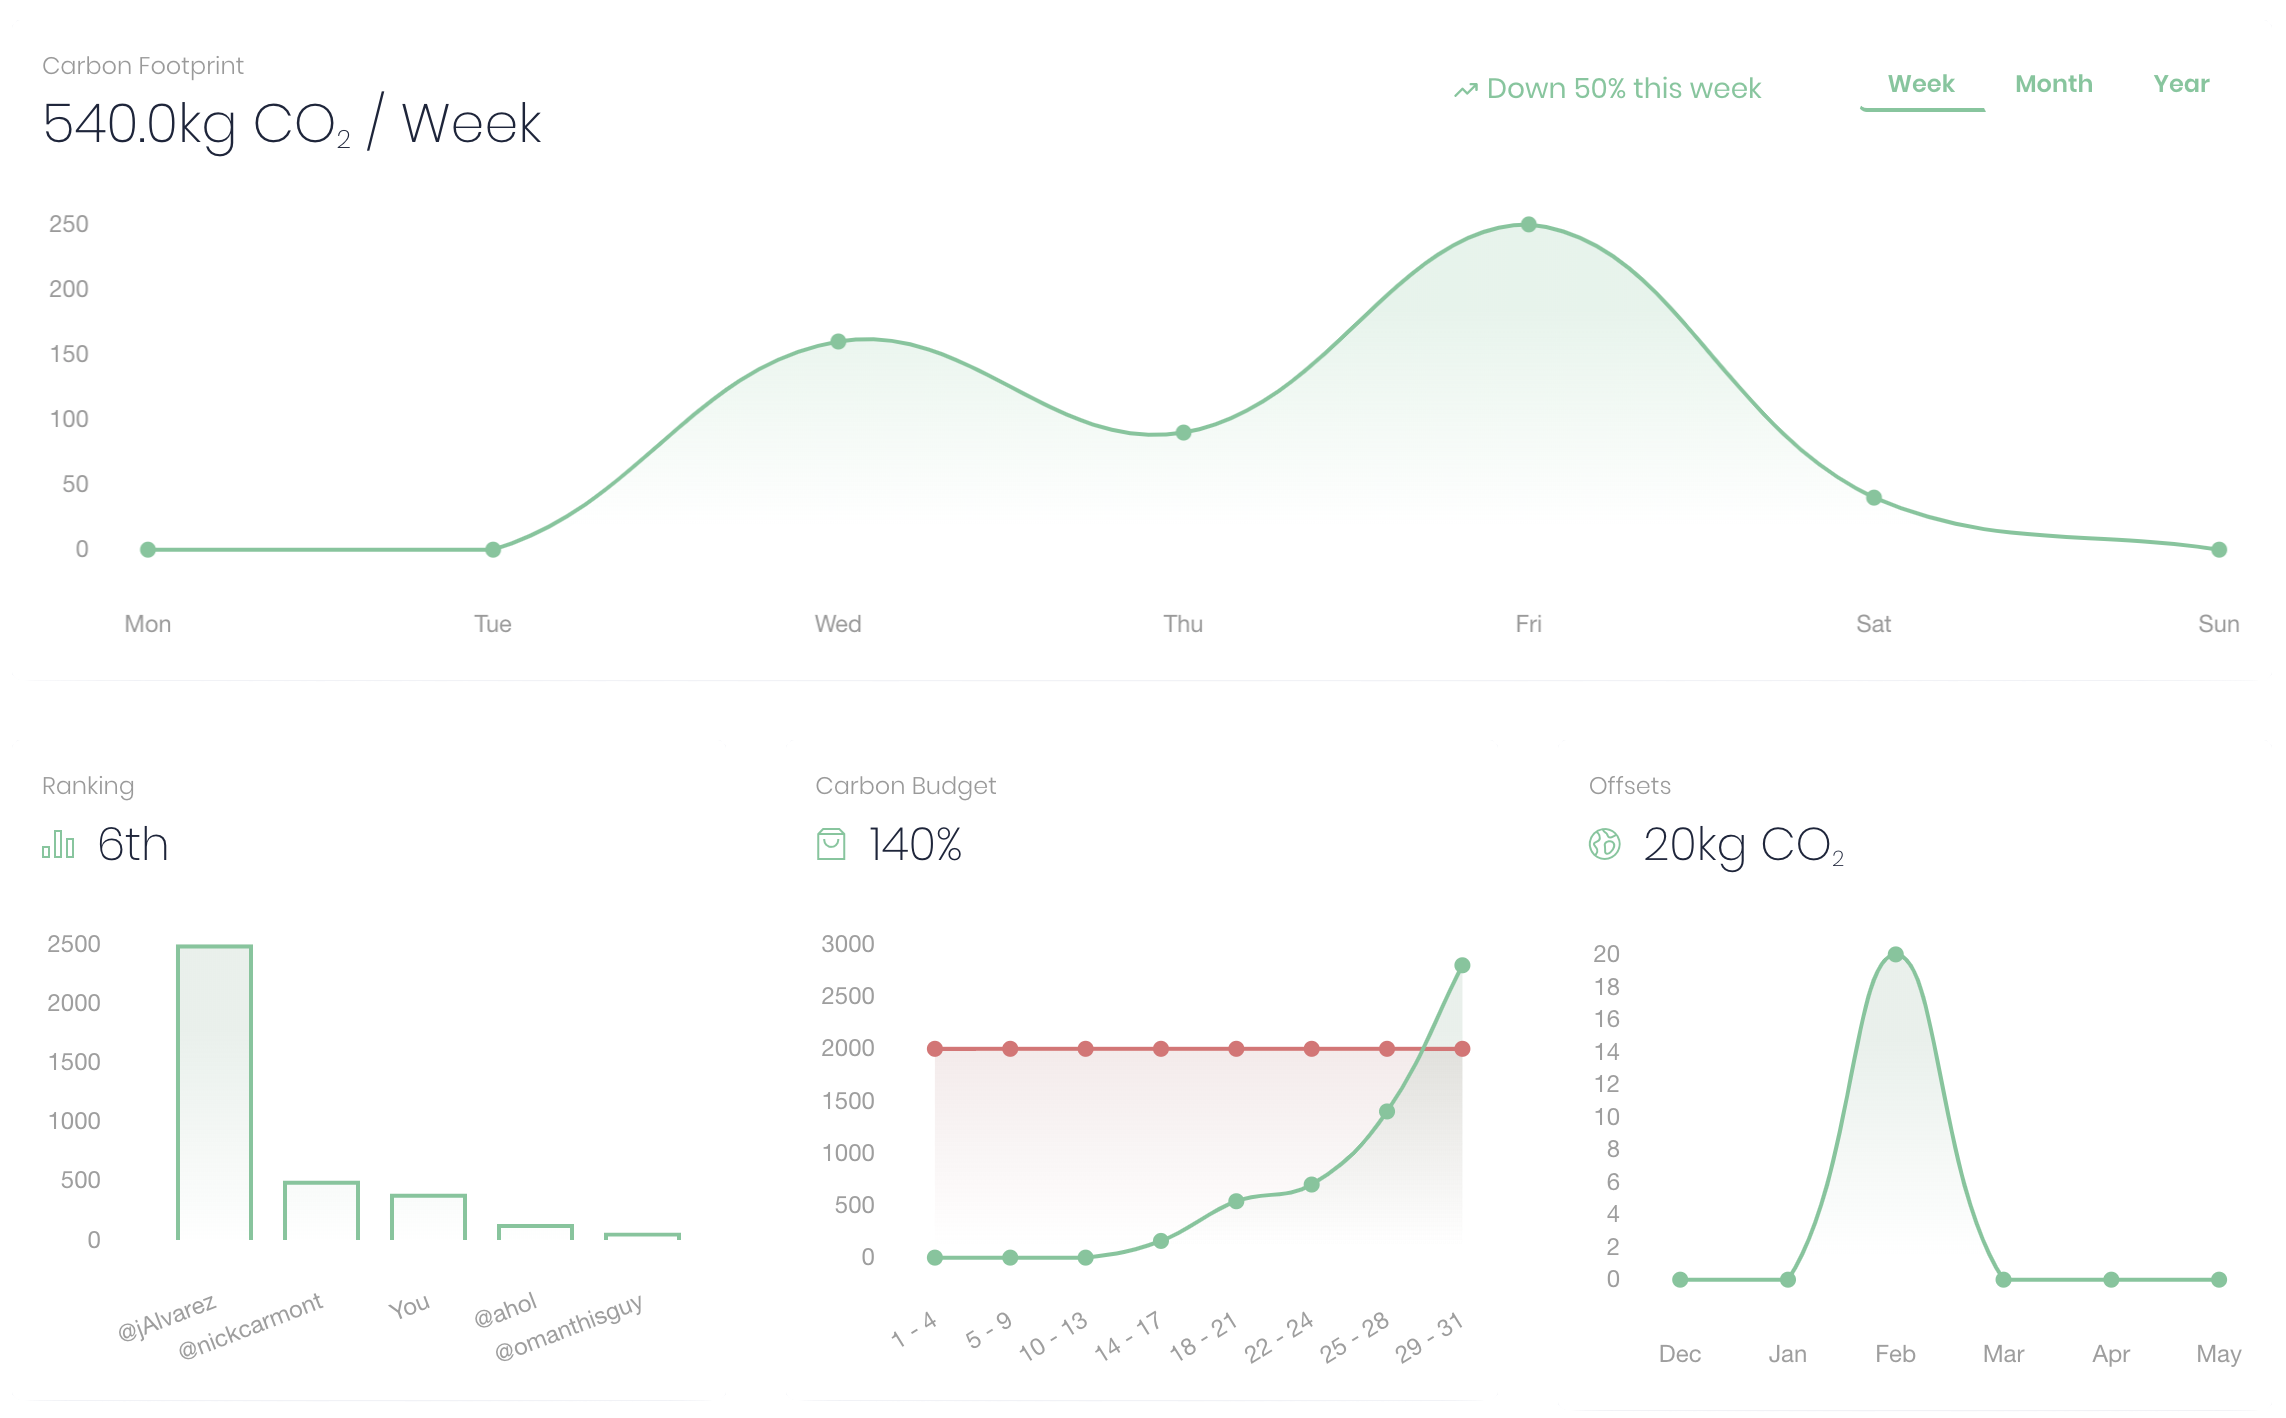 Carbon Footprint
540.0kg CO₂ / Week
Down 50% this week
Week Month Year
250
200
150
100
50
0
Mon Tue Wed Thu Fri Sat Sun
Ranking
6th
2500
2000
1500
1000
500
0
@jAlvarez @nickcarmont You @ahol @omanthisguy
Carbon Budget
140%
3000
2500
2000
1500
1000
500
0
1 - 4 5 - 9 10 - 13 14 - 17 18 - 21 22 - 24 25 - 28 29 - 31
Offsets
20kg CO₂
20
18
16
14
12
10
8
6
4
2
0
Dec Jan Feb Mar Apr May